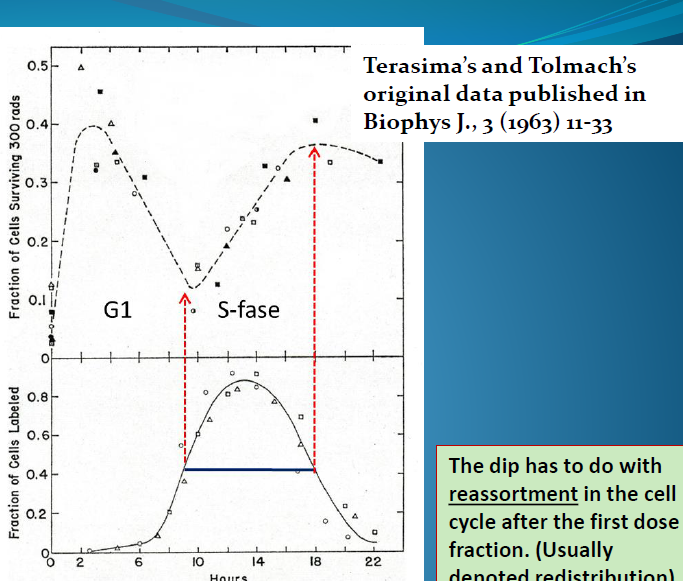 Terasima's and Tolmach's
original data published in
Biophys J., 3 (1963) 11-33
Fraction of Cells Surviving 300 rads
0.5
0.4
0.3
0.2
0.1
0
G1
S-fase
Fraction of Cells Labeled
0.8
0.6
0.4
0.2
0
0 2 6 10 14 18 22
Hours
The dip has to do with
reassortment in the cell
cycle after the first dose
fraction. (Usually
denoted redistribution)